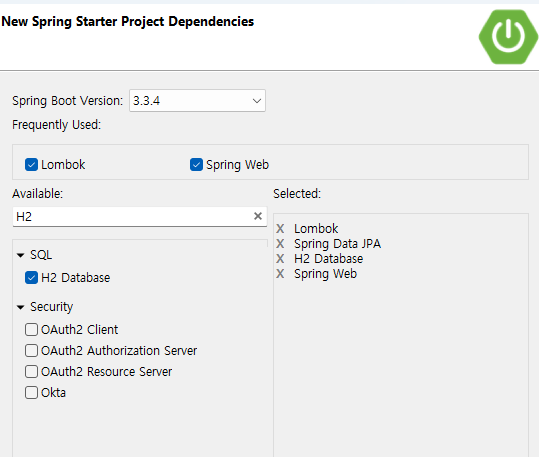 New Spring Starter Project Dependencies
Spring Boot Version: 3.3.4
Frequently Used:
Lombok Spring Web
Available: Selected:
H2
X Lombok
X Spring Data JPA
X H2 Database
X Spring Web
SQL
H2 Database
Security
OAuth2 Client
OAuth2 Authorization Server
OAuth2 Resource Server
Okta